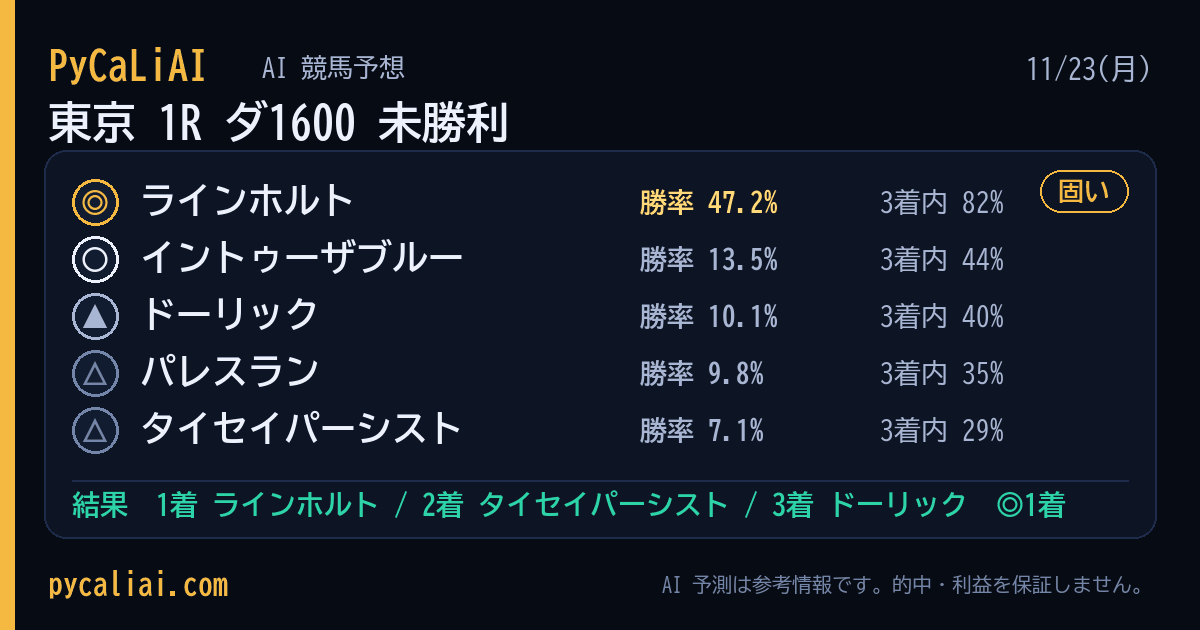 PyCaLiAI AI 競馬予想 11/23(月)
東京 1R ダ1600 未勝利
◎ ラインホルト 勝率 47.2% 3着内 82% 固い
○ イントゥーザブルー 勝率 13.5% 3着内 44%
▲ ドーリック 勝率 10.1% 3着内 40%
△ パレスラン 勝率 9.8% 3着内 35%
△ タイセイパーシスト 勝率 7.1% 3着内 29%
結果 1着 ラインホルト / 2着 タイセイパーシスト / 3着 ドーリック ◎1着
pycaliai.com AI 予測は参考情報です。的中・利益を保証しません。